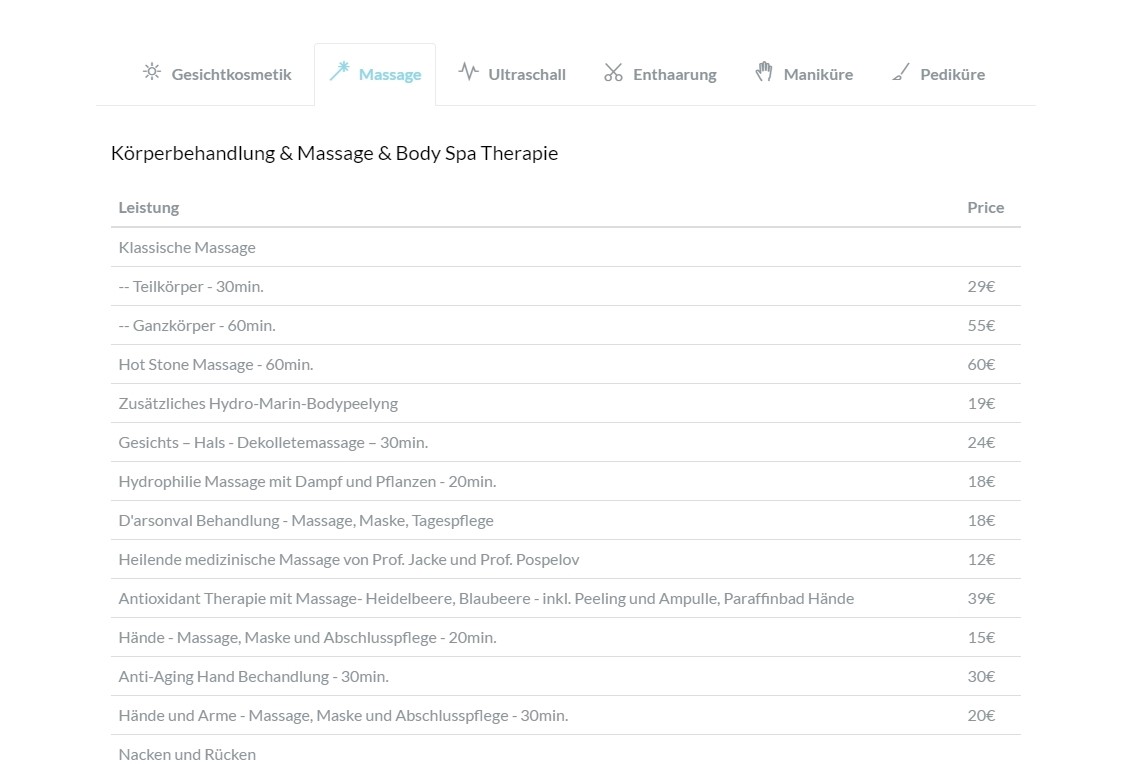 Gesichtkosmetik Massage Ultraschall Enthaarung Maniküre Pediküre
Körperbehandlung & Massage & Body Spa Therapie
Leistung Price
Klassische Massage
-- Teilkörper - 30min. 29€
-- Ganzkörper - 60min. 55€
Hot Stone Massage - 60min. 60€
Zusätzliches Hydro-Marin-Bodypeelyng 19€
Gesichts – Hals - Dekolletemassage – 30min. 24€
Hydrophilie Massage mit Dampf und Pflanzen - 20min. 18€
D'arsonval Behandlung - Massage, Maske, Tagespflege 18€
Heilende medizinische Massage von Prof. Jacke und Prof. Pospelov 12€
Antioxidant Therapie mit Massage- Heidelbeere, Blaubeere - inkl. Peeling und Ampulle, Paraffinbad Hände 39€
Hände - Massage, Maske und Abschlusspflege - 20min. 15€
Anti-Aging Hand Bechandlung - 30min. 30€
Hände und Arme - Massage, Maske und Abschlusspflege - 30min. 20€
Nacken und Rücken